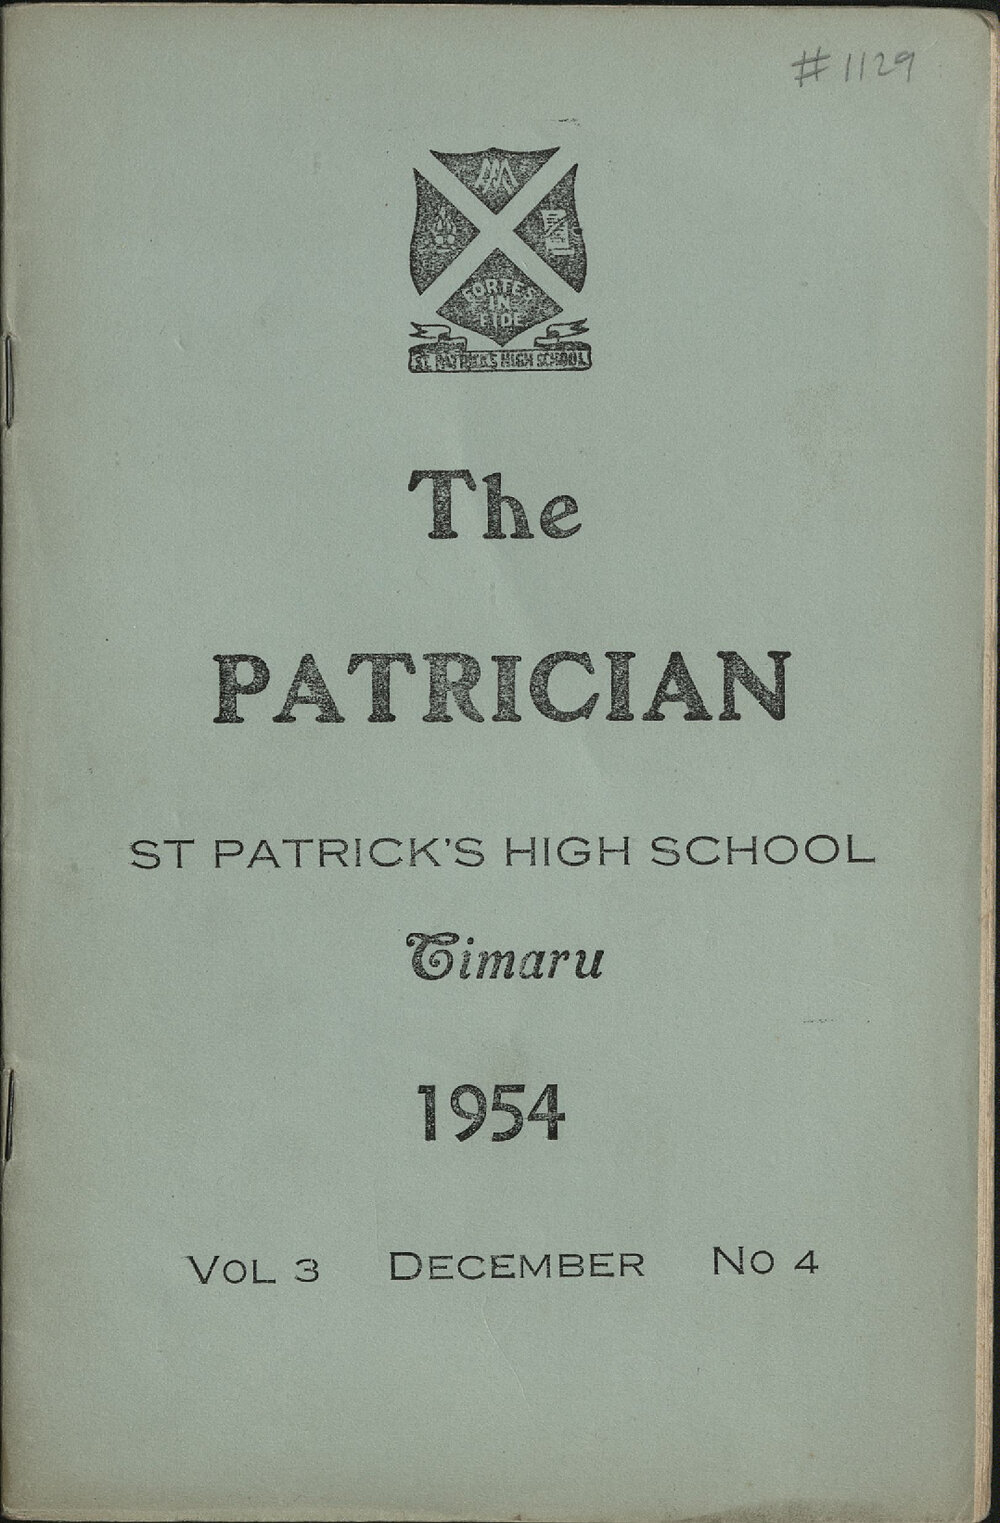 #1129
FORTES
IN
FIDE
ST. PATRICK'S HIGH SCHOOL
The
PATRICIAN
ST PATRICK'S HIGH SCHOOL
Timaru
1954
VOL 3 DECEMBER NO 4